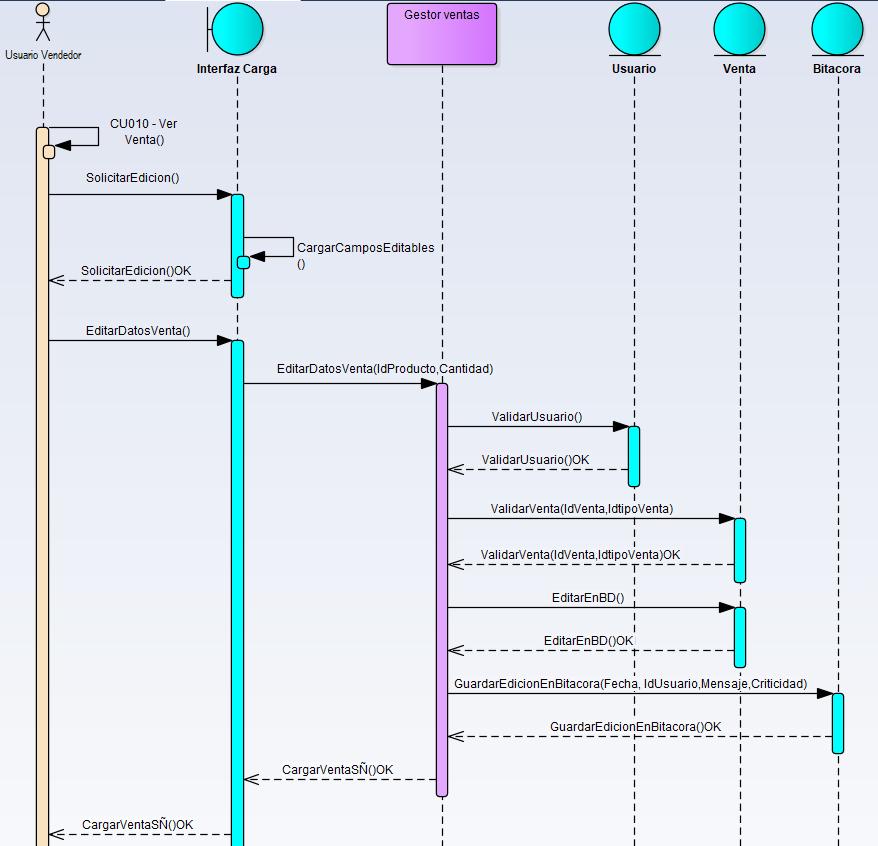 Gestor ventas
Usuario Vendedor
Interfaz Carga
Usuario
Venta
Bitacora
CU010 - Ver
Venta()
SolicitarEdicion()
CargarCamposEditables
()
SolicitarEdicion()OK
EditarDatosVenta()
EditarDatosVenta(IdProducto,Cantidad)
ValidarUsuario()
ValidarUsuario()OK
ValidarVenta(IdVenta,IdtipoVenta)
ValidarVenta(IdVenta,IdtipoVenta)OK
EditarEnBD()
EditarEnBD()OK
GuardarEdicionEnBitacora(Fecha, IdUsuario,Mensaje,Criticidad)
GuardarEdicionEnBitacora()OK
CargarVentaSÑ()OK
CargarVentaSÑ()OK